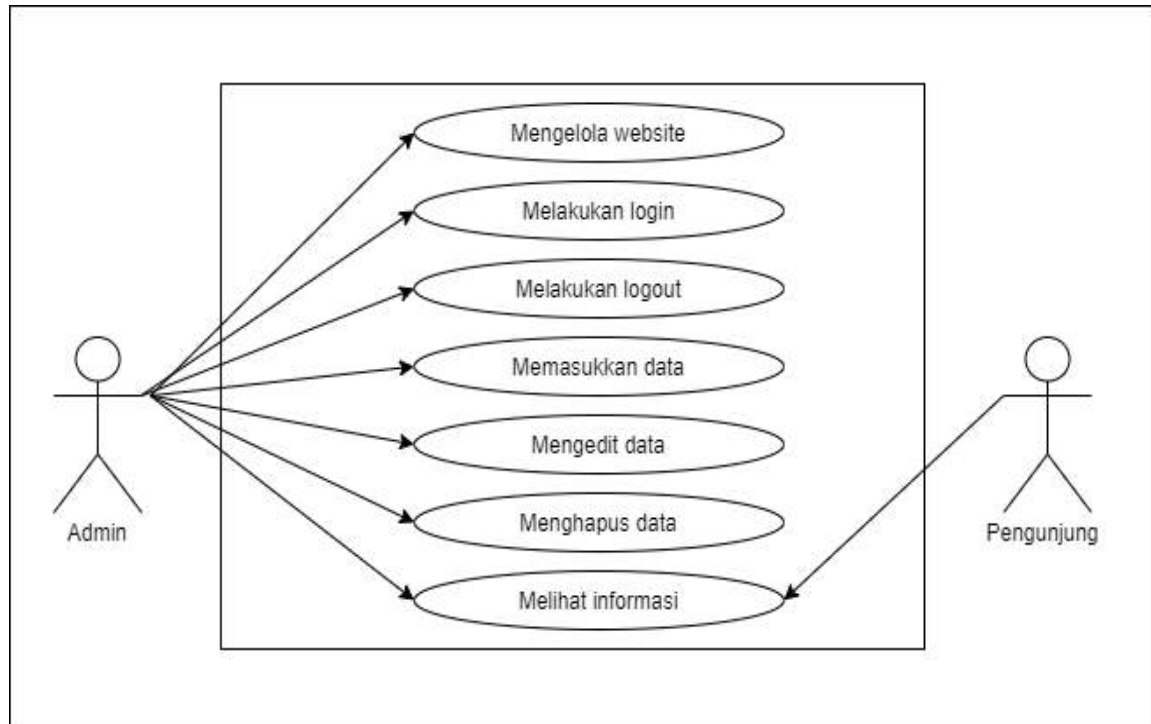 Mengelola website
Melakukan login
Melakukan logout
Memasukkan data
Mengedit data
Menghapus data
Melihat informasi
Admin
Pengunjung